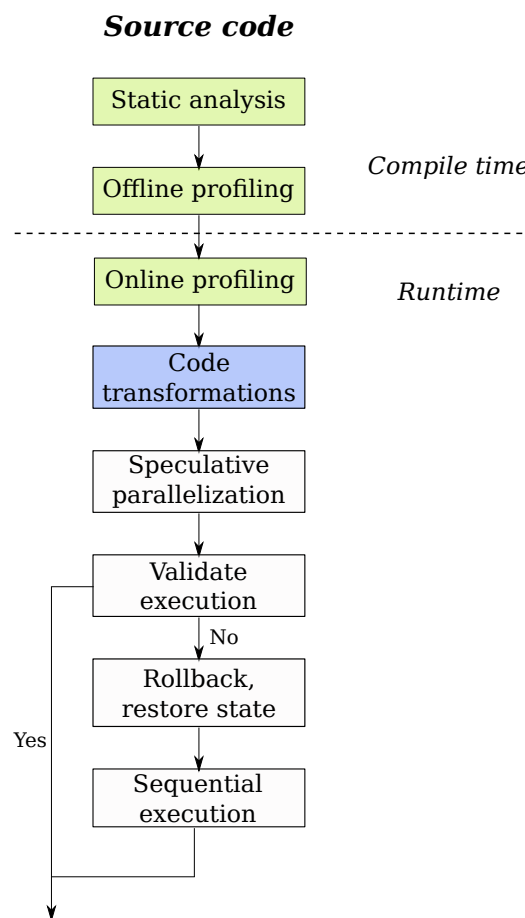 Source code
Static analysis
Compile time
Offline profiling
Online profiling
Runtime
Code
transformations
Speculative
parallelization
Validate
execution
No
Rollback,
restore state
Yes
Sequential
execution